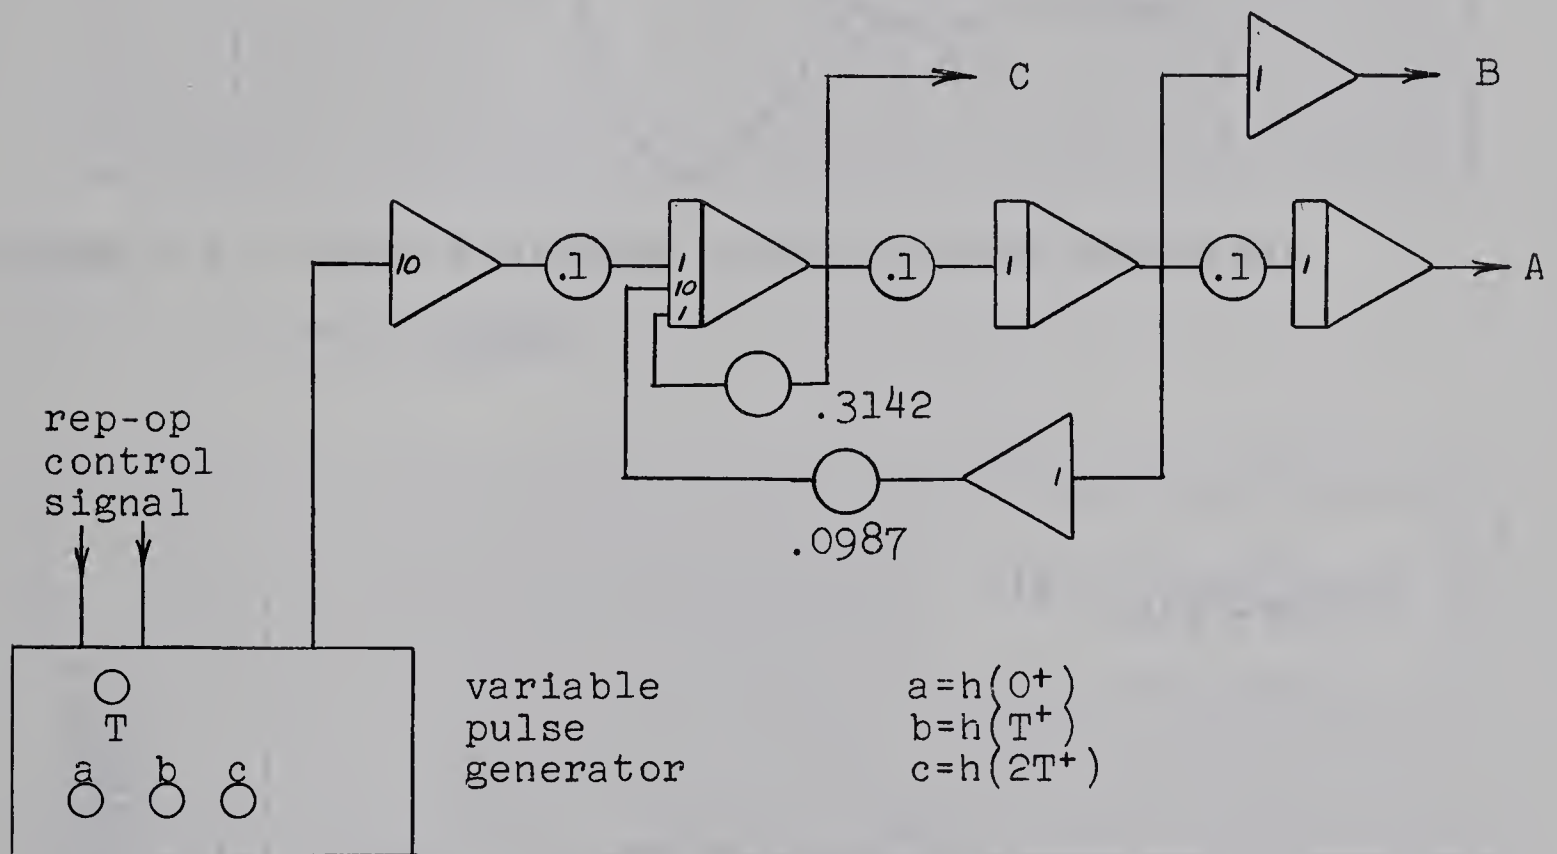 C
B
1
10
.1
1
10
1
.1
1
.1
1
A
.3142
1
.0987
rep-op
control
signal
T
a b c
variable
pulse
generator
a=h(0⁺)
b=h(T⁺)
c=h(2T⁺)